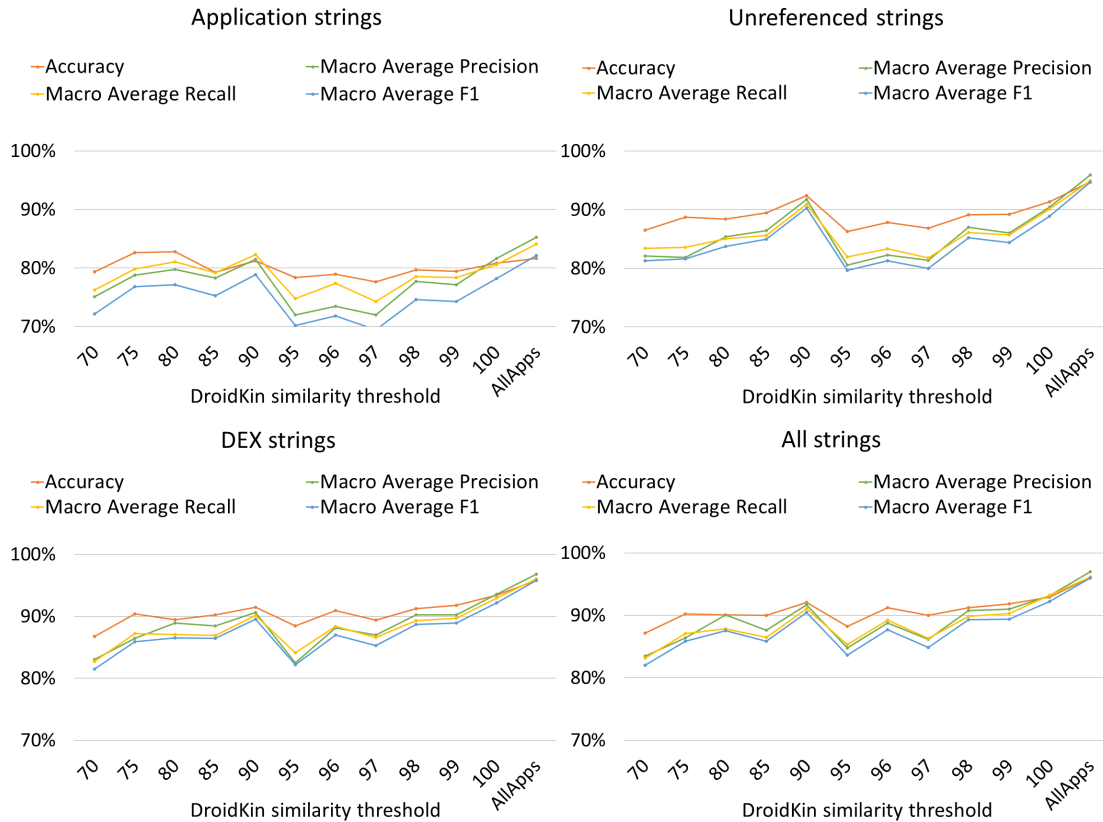 Application strings
Accuracy
Macro Average Precision
Macro Average Recall
Macro Average F1
100%
90%
80%
70%
70 75 80 85 90 95 96 97 98 99 100 AllApps
DroidKin similarity threshold
Unreferenced strings
Accuracy
Macro Average Precision
Macro Average Recall
Macro Average F1
100%
90%
80%
70%
70 75 80 85 90 95 96 97 98 99 100 AllApps
DroidKin similarity threshold
DEX strings
Accuracy
Macro Average Precision
Macro Average Recall
Macro Average F1
100%
90%
80%
70%
70 75 80 85 90 95 96 97 98 99 100 AllApps
DroidKin similarity threshold
All strings
Accuracy
Macro Average Precision
Macro Average Recall
Macro Average F1
100%
90%
80%
70%
70 75 80 85 90 95 96 97 98 99 100 AllApps
DroidKin similarity threshold